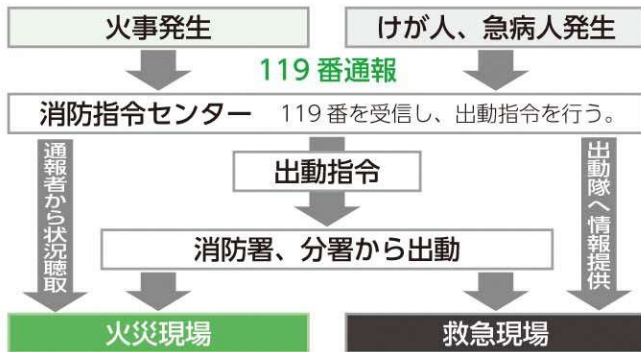 火事発生
けが人、急病人発生
119番通報
消防指令センター 119番を受信し、出動指令を行う。
通報者から状況聴取
出動指令
出動隊へ情報提供
消防署、分署から出動
火災現場
救急現場